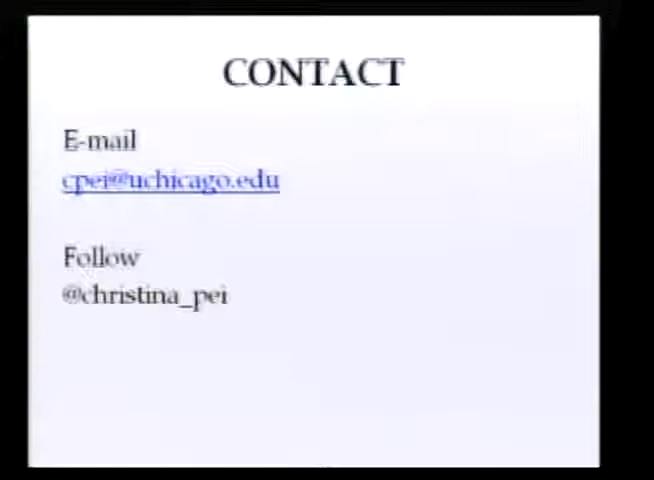 CONTACT
E-mail
cpei@uchicago.edu
Follow
@christina_pei